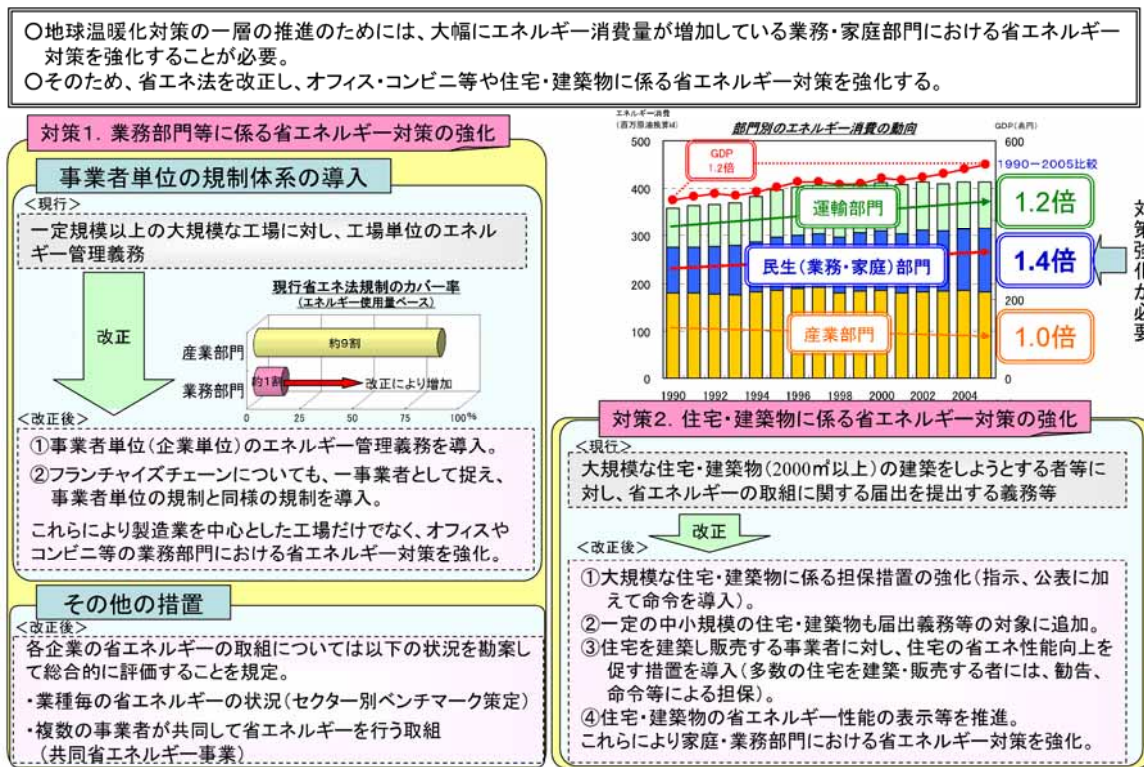 ○地球温暖化対策の一層の推進のためには、大幅にエネルギー消費量が増加している業務・家庭部門における省エネルギー
対策を強化することが必要。
○そのため、省エネ法を改正し、オフィス・コンビニ等や住宅・建築物に係る省エネルギー対策を強化する。
対策1．業務部門等に係る省エネルギー対策の強化
事業者単位の規制体系の導入
＜現行＞
一定規模以上の大規模な工場に対し、工場単位のエネル
ギー管理義務
改正
現行省エネ法規制のカバー率
(エネルギー使用量ベース)
産業部門
約9割
業務部門
約1割
改正により増加
0 25 50 75 100%
＜改正後＞
①事業者単位(企業単位)のエネルギー管理義務を導入。
②フランチャイズチェーンについても、一事業者として捉え、
事業者単位の規制と同様の規制を導入。
これらにより製造業を中心とした工場だけでなく、オフィスや
コンビニ等の業務部門における省エネルギー対策を強化。
その他の措置
＜改正後＞
各企業の省エネルギーの取組については以下の状況を勘案し
て総合的に評価することを規定。
・業種毎の省エネルギーの状況(セクター別ベンチマーク策定)
・複数の事業者が共同して省エネルギーを行う取組
(共同省エネルギー事業)
エネルギー消費
(百万原油換算kl)
部門別のエネルギー消費の動向
GDP(兆円)
500
400
300
200
100
0
600
200
0
GDP
1.2倍
1990－2005比較
運輸部門
1.2倍
民生(業務・家庭)部門
1.4倍
産業部門
1.0倍
対策強化が必要
1990 1992 1994 1996 1998 2000 2002 2004
対策2．住宅・建築物に係る省エネルギー対策の強化
＜現行＞
大規模な住宅・建築物(2000㎡以上)の建築をしようとする者等に
対し、省エネルギーの取組に関する届出を提出する義務等
改正
＜改正後＞
①大規模な住宅・建築物に係る担保措置の強化(指示、公表に加
えて命令を導入)。
②一定の中小規模の住宅・建築物も届出義務等の対象に追加。
③住宅を建築し販売する事業者に対し、住宅の省エネ性能向上を
促す措置を導入(多数の住宅を建築・販売する者には、勧告、
命令等による担保)。
④住宅・建築物の省エネルギー性能の表示等を推進。
これらにより家庭・業務部門における省エネルギー対策を強化。